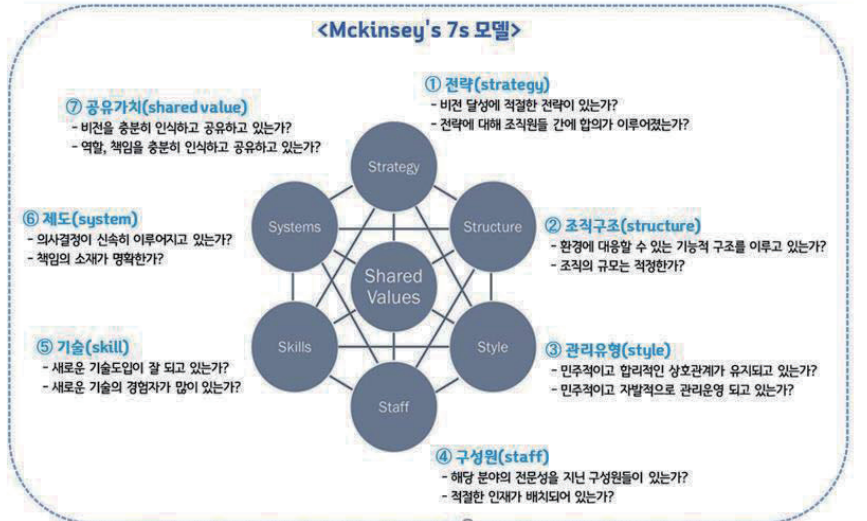 <Mckinsey's 7s 모델>
① 전략(strategy)
- 비전 달성에 적절한 전략이 있는가?
- 전략에 대해 조직원들 간에 합의가 이루어졌는가?
⑦ 공유가치(shared value)
- 비전을 충분히 인식하고 공유하고 있는가?
- 역할, 책임을 충분히 인식하고 공유하고 있는가?
Strategy
⑥ 제도(system)
- 의사결정이 신속히 이루어지고 있는가?
- 책임의 소재가 명확한가?
Systems
Structure
② 조직구조(structure)
- 환경에 대응할 수 있는 기능적 구조를 이루고 있는가?
- 조직의 규모는 적정한가?
Shared
Values
⑤ 기술(skill)
- 새로운 기술도입이 잘 되고 있는가?
- 새로운 기술의 경험자가 많이 있는가?
Skills
Style
③ 관리유형(style)
- 민주적이고 합리적인 상호관계가 유지되고 있는가?
- 민주적이고 자발적으로 관리운영 되고 있는가?
Staff
④ 구성원(staff)
- 해당 분야의 전문성을 지닌 구성원들이 있는가?
- 적절한 인재가 배치되어 있는가?